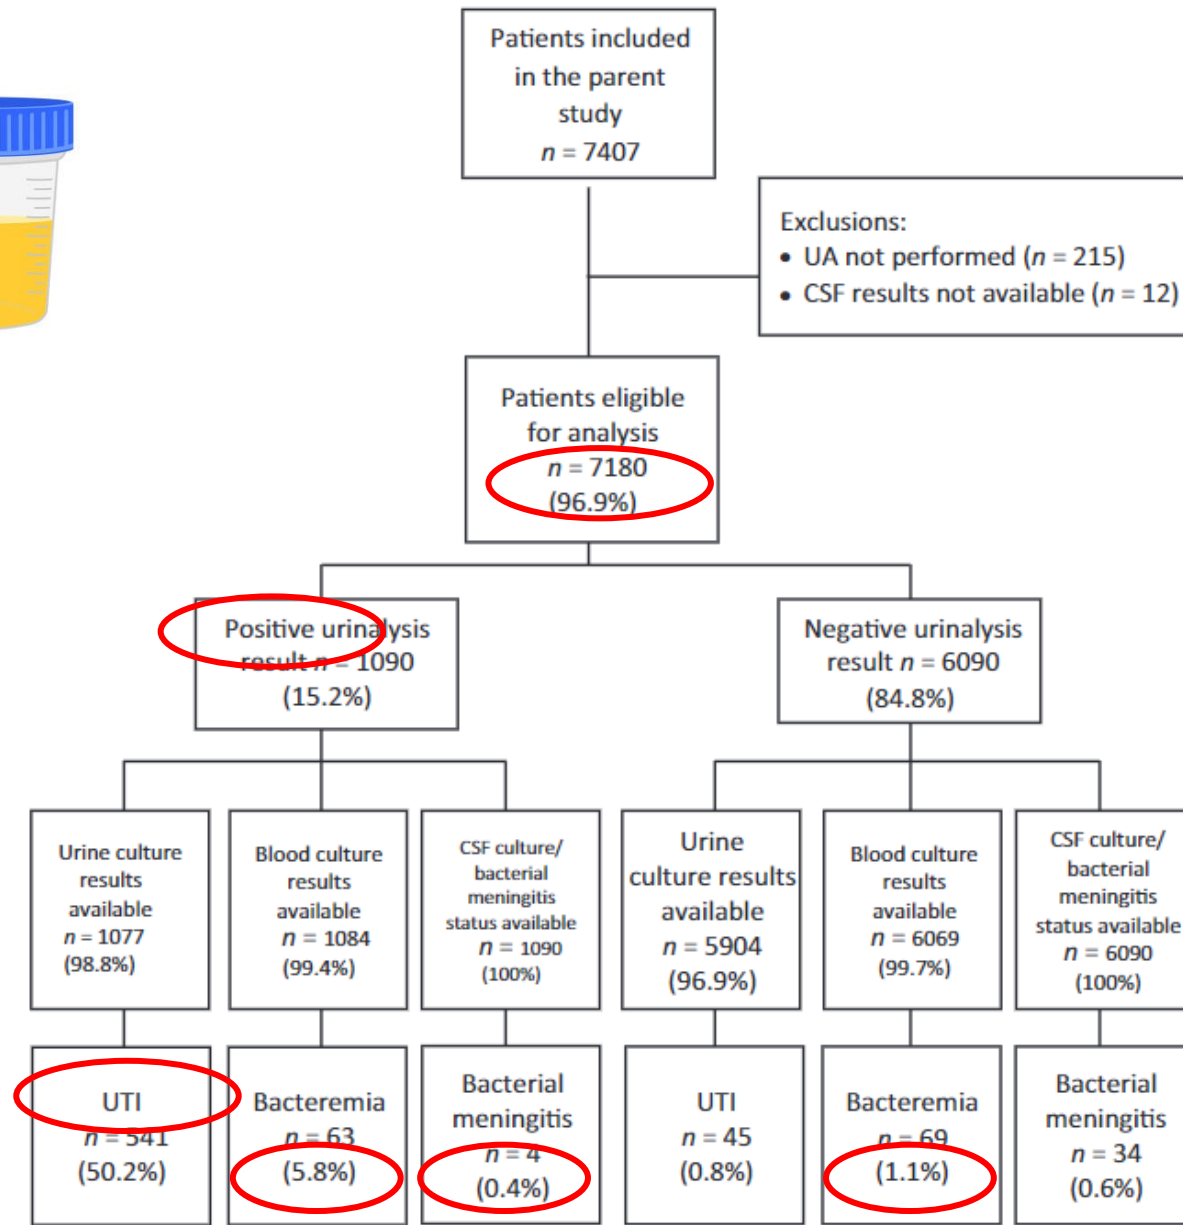 Patients included
in the parent
study
n = 7407
Exclusions:
• UA not performed (n = 215)
• CSF results not available (n = 12)
Patients eligible
for analysis
n = 7180
(96.9%)
Positive urinalysis
result n = 1090
(15.2%)
Negative urinalysis
result n = 6090
(84.8%)
Urine culture
results
available
n = 1077
(98.8%)
Blood culture
results
available
n = 1084
(99.4%)
CSF culture/
bacterial
meningitis
status available
n = 1090
(100%)
Urine
culture results
available
n = 5904
(96.9%)
Blood culture
results
available
n = 6069
(99.7%)
CSF culture/
bacterial
meningitis
status available
n = 6090
(100%)
UTI
n = 541
(50.2%)
Bacteremia
n = 63
(5.8%)
Bacterial
meningitis
n = 4
(0.4%)
UTI
n = 45
(0.8%)
Bacteremia
n = 69
(1.1%)
Bacterial
meningitis
n = 34
(0.6%)